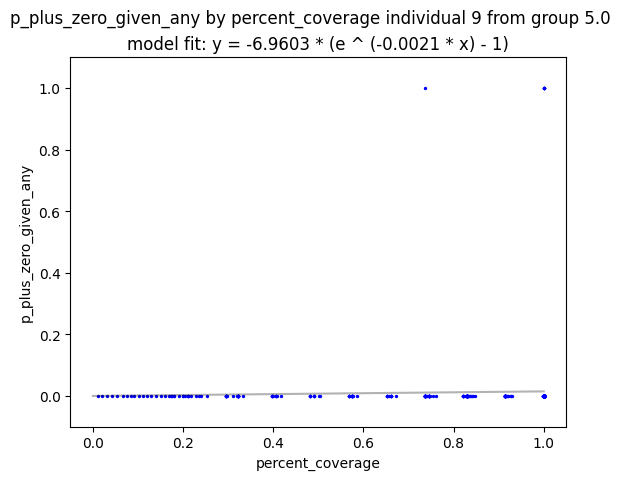 p_plus_zero_given_any by percent_coverage individual 9 from group 5.0
model fit: y = -6.9603 * (e ^ (-0.0021 * x) - 1)
1.0
0.8
0.6
0.4
0.2
0.0
p_plus_zero_given_any
0.0 0.2 0.4 0.6 0.8 1.0
percent_coverage